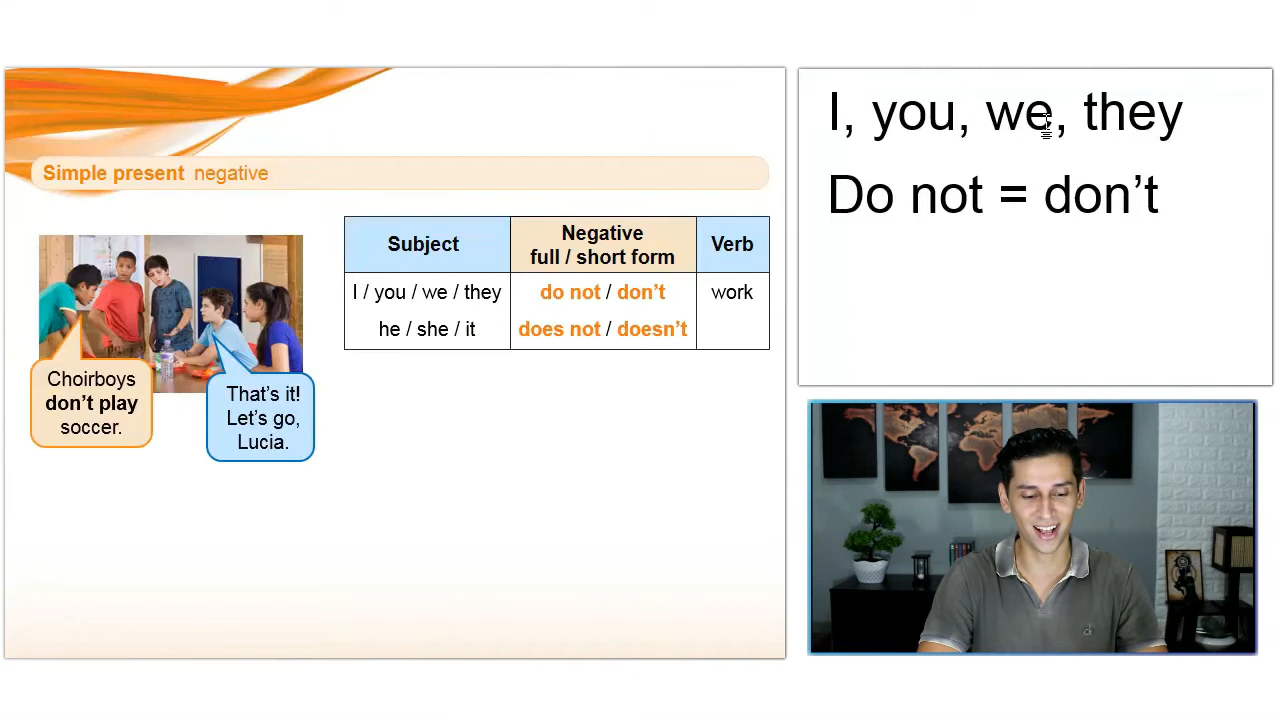 Simple present negative
Subject
Negative
full / short form
Verb
I / you / we / they
do not / don’t
work
he / she / it
does not / doesn’t
Choirboys
don’t play
soccer.
That’s it!
Let’s go,
Lucia.
I, you, we, they
Do not = don’t